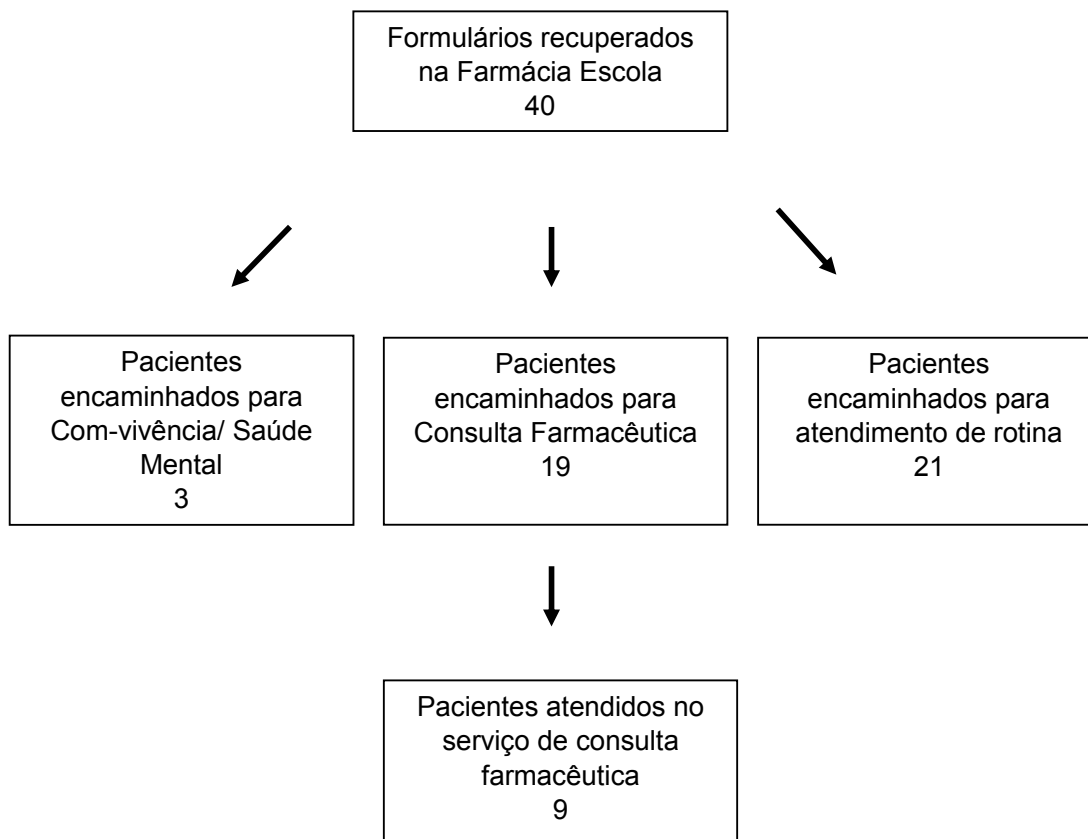 Formulários recuperados
na Farmácia Escola
40
Pacientes
encaminhados para
Com-vivência/ Saúde
Mental
3
Pacientes
encaminhados para
Consulta Farmacêutica
19
Pacientes
encaminhados para
atendimento de rotina
21
Pacientes atendidos no
serviço de consulta
farmacêutica
9